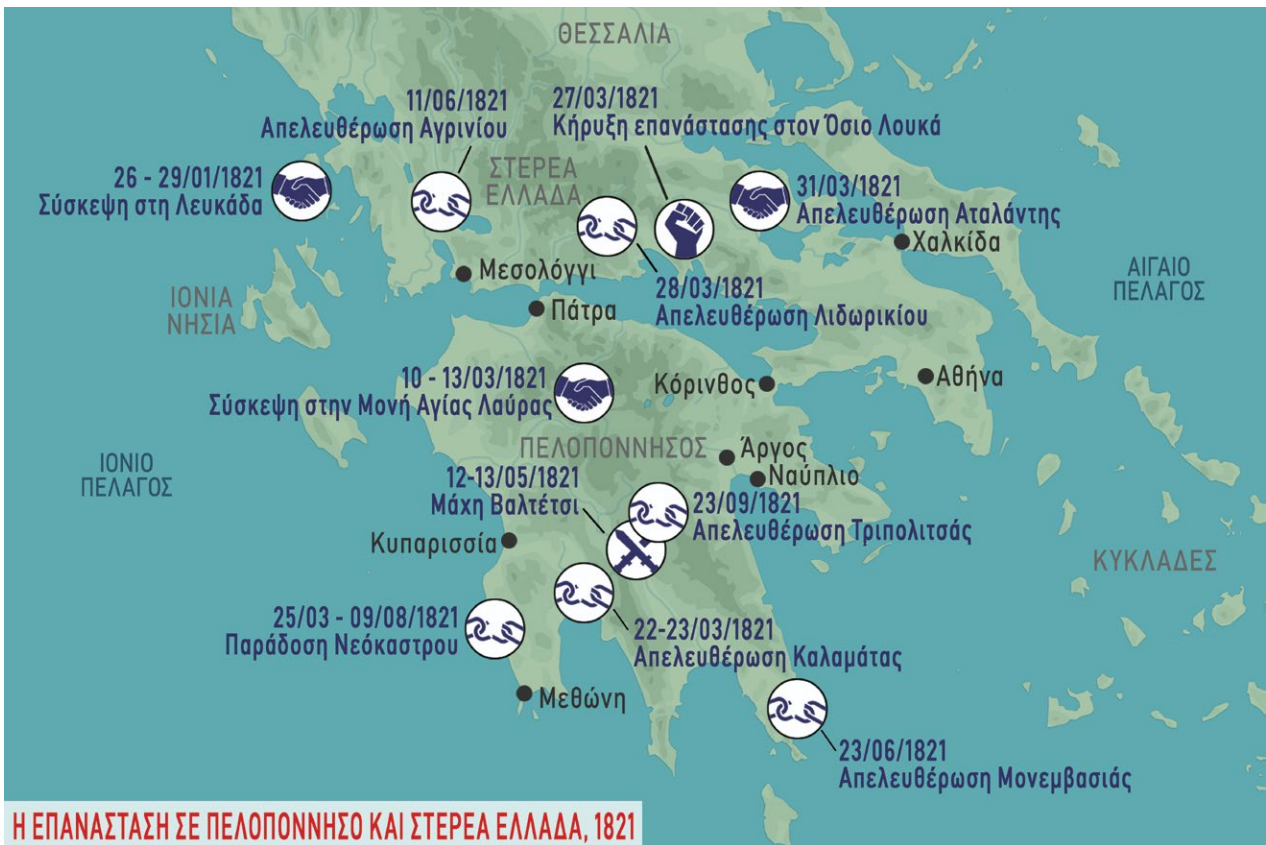 ΘΕΣΣΑΛΙΑ
11/06/1821
Απελευθέρωση Αγρινίου
27/03/1821
Κήρυξη επανάστασης στον Όσιο Λουκά
ΣΤΕΡΕΑ
ΕΛΛΑΔΑ
26 - 29/01/1821
Σύσκεψη στη Λευκάδα
31/03/1821
Απελευθέρωση Αταλάντης
Χαλκίδα
Μεσολόγγι
ΑΙΓΑΙΟ
ΠΕΛΑΓΟΣ
ΙΟΝΙΑ
ΝΗΣΙΑ
28/03/1821
Απελευθέρωση Λιδωρικίου
Πάτρα
10 - 13/03/1821
Σύσκεψη στην Μονή Αγίας Λαύρας
Κόρινθος
Αθήνα
ΠΕΛΟΠΟΝΝΗΣΟΣ
Άργος
Ναύπλιο
ΙΟΝΙΟ
ΠΕΛΑΓΟΣ
12-13/05/1821
Μάχη Βαλτέτσι
23/09/1821
Απελευθέρωση Τριπολιτσάς
Κυπαρισσία
ΚΥΚΛΑΔΕΣ
25/03 - 09/08/1821
Παράδοση Νεόκαστρου
22-23/03/1821
Απελευθέρωση Καλαμάτας
Μεθώνη
23/06/1821
Απελευθέρωση Μονεμβασιάς
Η ΕΠΑΝΑΣΤΑΣΗ ΣΕ ΠΕΛΟΠΟΝΝΗΣΟ ΚΑΙ ΣΤΕΡΕΑ ΕΛΛΑΔΑ, 1821